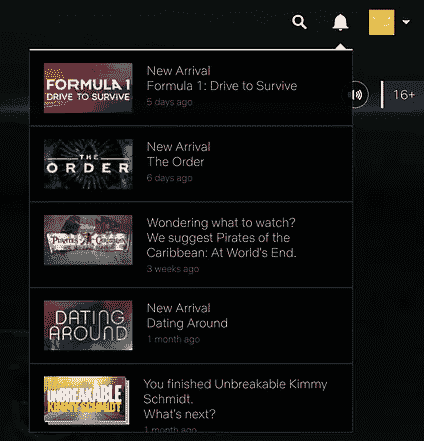 16+
FORMULA 1
DRIVE TO SURVIVE
New Arrival
Formula 1: Drive to Survive
5 days ago
THE
ORDER
New Arrival
The Order
6 days ago
PIRATES CARIBBEAN
Wondering what to watch?
We suggest Pirates of the
Caribbean: At World's End.
3 weeks ago
DATING
AROUND
New Arrival
Dating Around
1 month ago
UNBREAKABLE
KIMMY SCHMIDT
You finished Unbreakable Kimmy
Schmidt.
What's next?
1 month ago